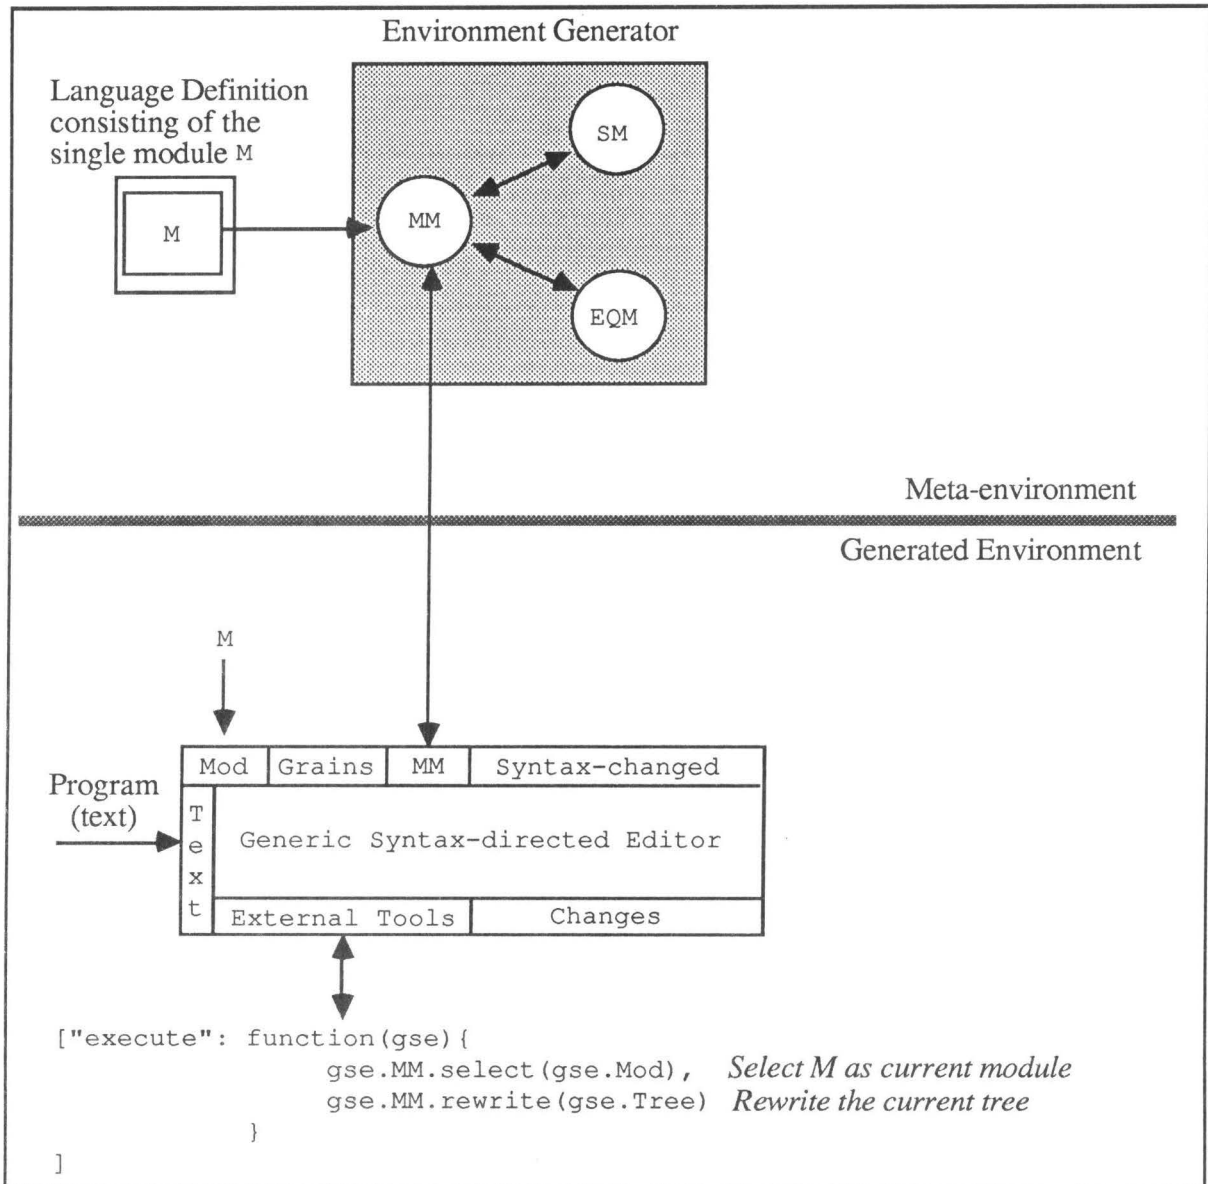 Environment Generator
Language Definition
consisting of the
single module M
SM
MM
M
EQM
Meta-environment
Generated Environment
M
Mod Grains MM Syntax-changed
Program
(text)
Text
Generic Syntax-directed Editor
External Tools Changes
["execute": function(gse){
gse.MM.select(gse.Mod), Select M as current module
gse.MM.rewrite(gse.Tree) Rewrite the current tree
}
]